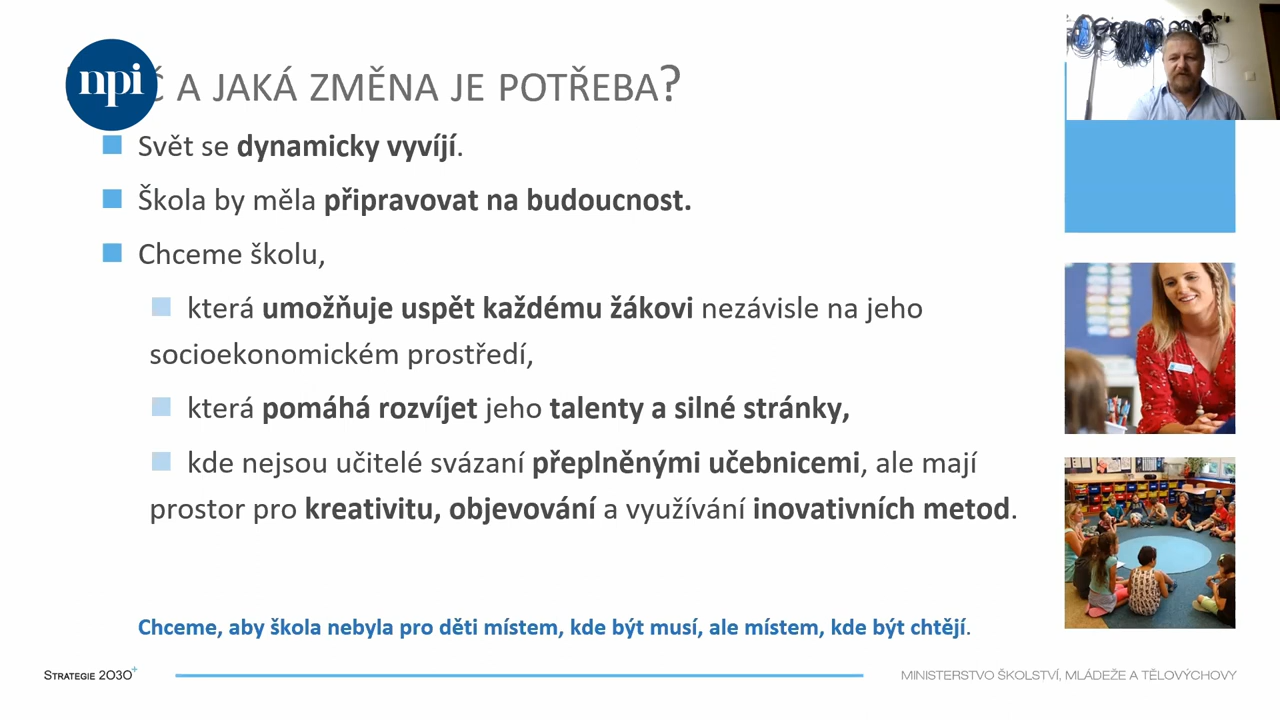 npi
Č A JAKÁ ZMĚNA JE POTŘEBA?
Svět se dynamicky vyvíjí.
Škola by měla připravovat na budoucnost.
Chceme školu,
která umožňuje uspět každému žákovi nezávisle na jeho
socioekonomickém prostředí,
která pomáhá rozvíjet jeho talenty a silné stránky,
kde nejsou učitelé svázaní přeplněnými učebnicemi, ale mají
prostor pro kreativitu, objevování a využívání inovativních metod.
Chceme, aby škola nebyla pro děti místem, kde být musí, ale místem, kde být chtějí.
STRATEGIE 2030+
MINISTERSTVO ŠKOLSTVÍ, MLÁDEŽE A TĚLOVÝCHOVY